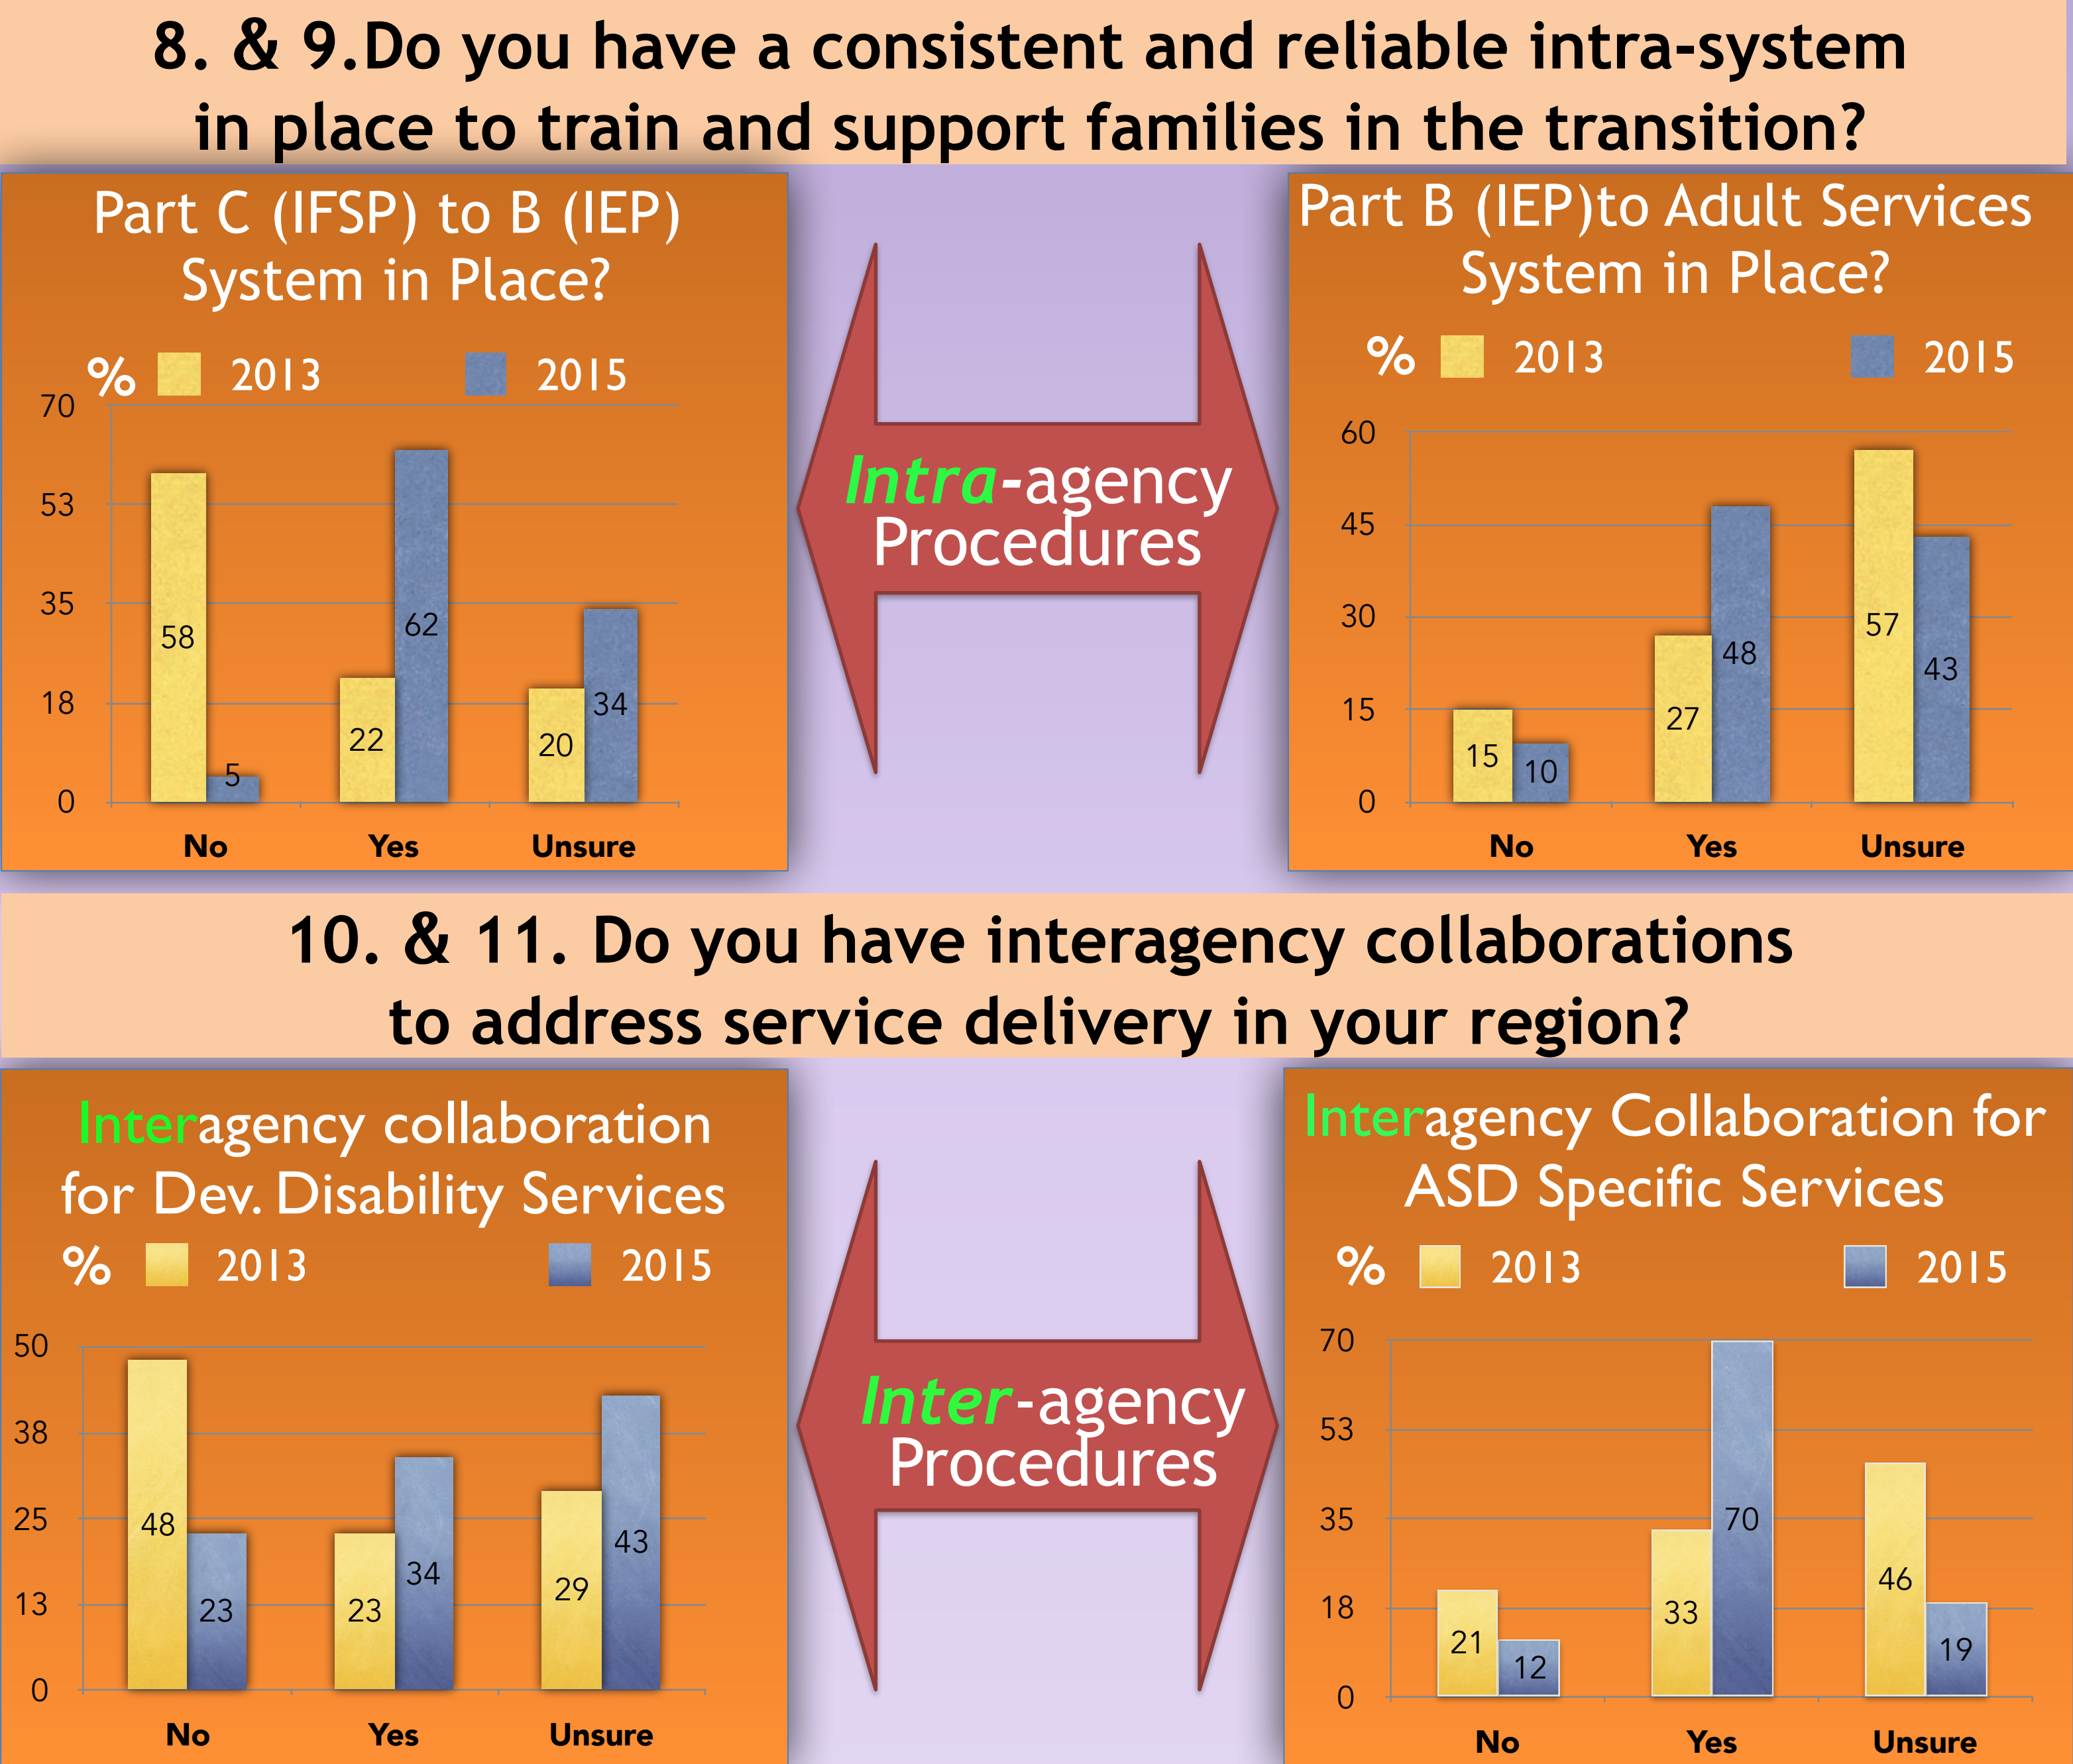 8. & 9.Do you have a consistent and reliable intra-system
in place to train and support families in the transition?
Part C (IFSP) to B (IEP)
System in Place?
% 2013 2015
70
53
35
18
0
58
5
22
62
20
34
No Yes Unsure
Intra-agency
Procedures
Part B (IEP)to Adult Services
System in Place?
% 2013 2015
60
45
30
15
0
15
10
27
48
57
43
No Yes Unsure
10. & 11. Do you have interagency collaborations
to address service delivery in your region?
Interagency collaboration
for Dev. Disability Services
% 2013 2015
50
38
25
13
0
48
23
23
34
29
43
No Yes Unsure
Inter-agency
Procedures
Interagency Collaboration for
ASD Specific Services
% 2013 2015
70
53
35
18
0
21
12
33
70
46
19
No Yes Unsure